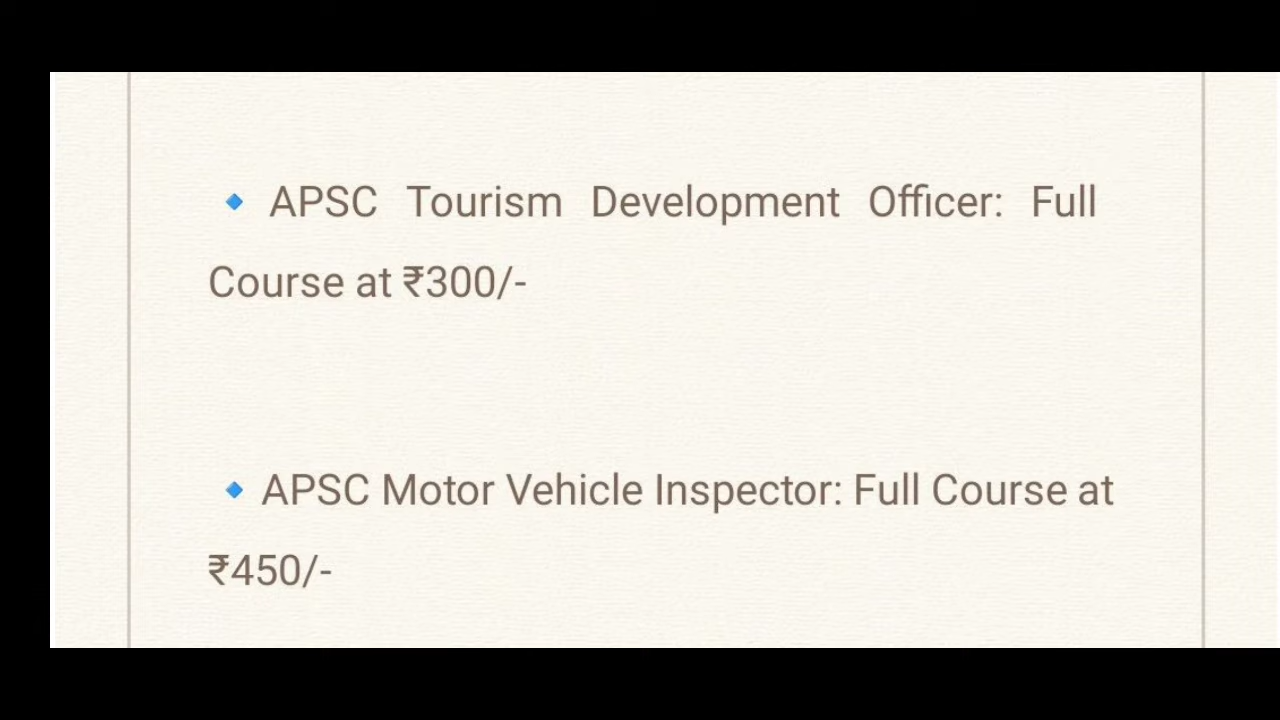 🔹 APSC Tourism Development Officer: Full
Course at ₹300/-
🔹 APSC Motor Vehicle Inspector: Full Course at
₹450/-